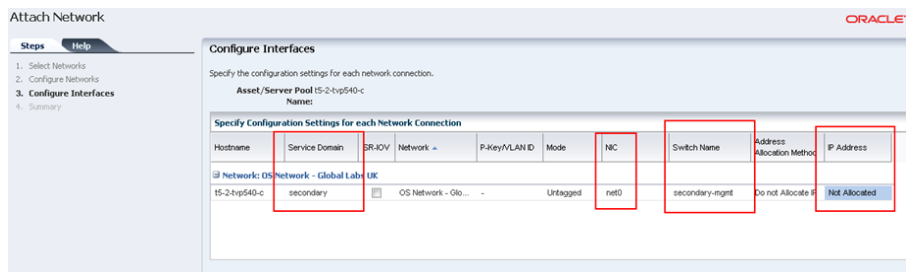 Attach Network
ORACLE
Steps Help
1. Select Networks
2. Configure Networks
3. Configure Interfaces
4. Summary
Configure Interfaces
Specify the configuration settings for each network connection.
Asset/Server Pool t5-2-tvp540-c
Name:
Specify Configuration Settings for each Network Connection
Hostname Service Domain SR-IOV Network P-Key/VLAN ID Mode NIC Switch Name Address Allocation Method IP Address
Network: OS Network - Global Labs UK
t5-2-tvp540-c secondary OS Network - Glo... - Untagged net0 secondary-mgmt Do not Allocate IP Not Allocated